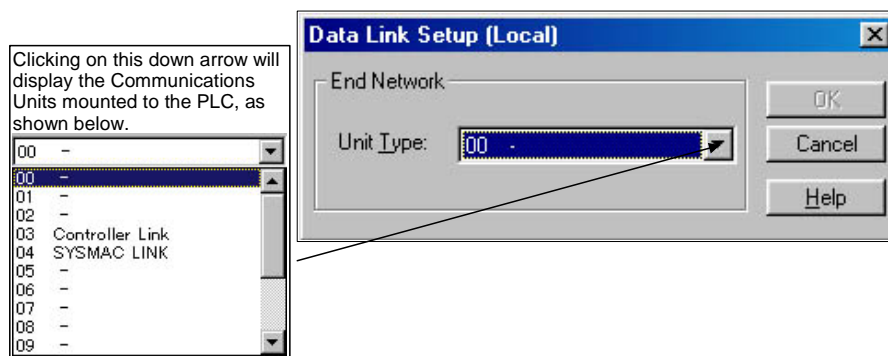 Clicking on this down arrow will
display the Communications
Units mounted to the PLC, as
shown below.
00 -
00 -
01 -
02 -
03 Controller Link
04 SYSMAC LINK
05 -
06 -
07 -
08 -
09 -
Data Link Setup (Local)
End Network
Unit Type:
00 -
OK
Cancel
Help